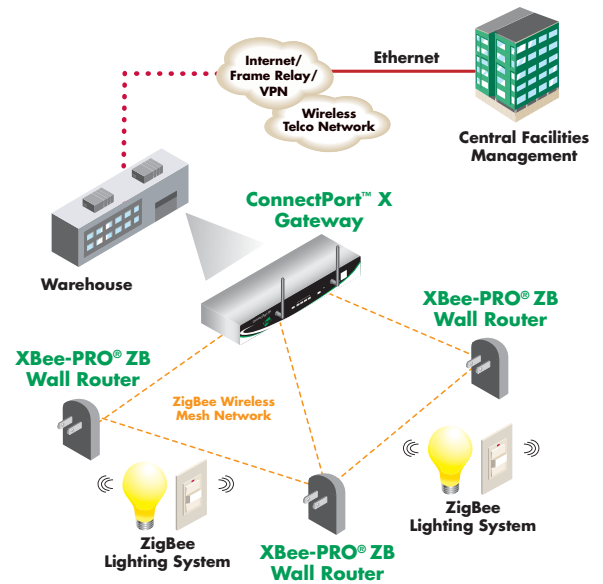 Internet/
Frame Relay/
VPN
Ethernet
Wireless
Telco Network
Central Facilities
Management
ConnectPort™ X
Gateway
Warehouse
XBee-PRO® ZB
Wall Router
XBee-PRO® ZB
Wall Router
ZigBee Wireless
Mesh Network
ZigBee
Lighting System
ZigBee
Lighting System
XBee-PRO® ZB
Wall Router